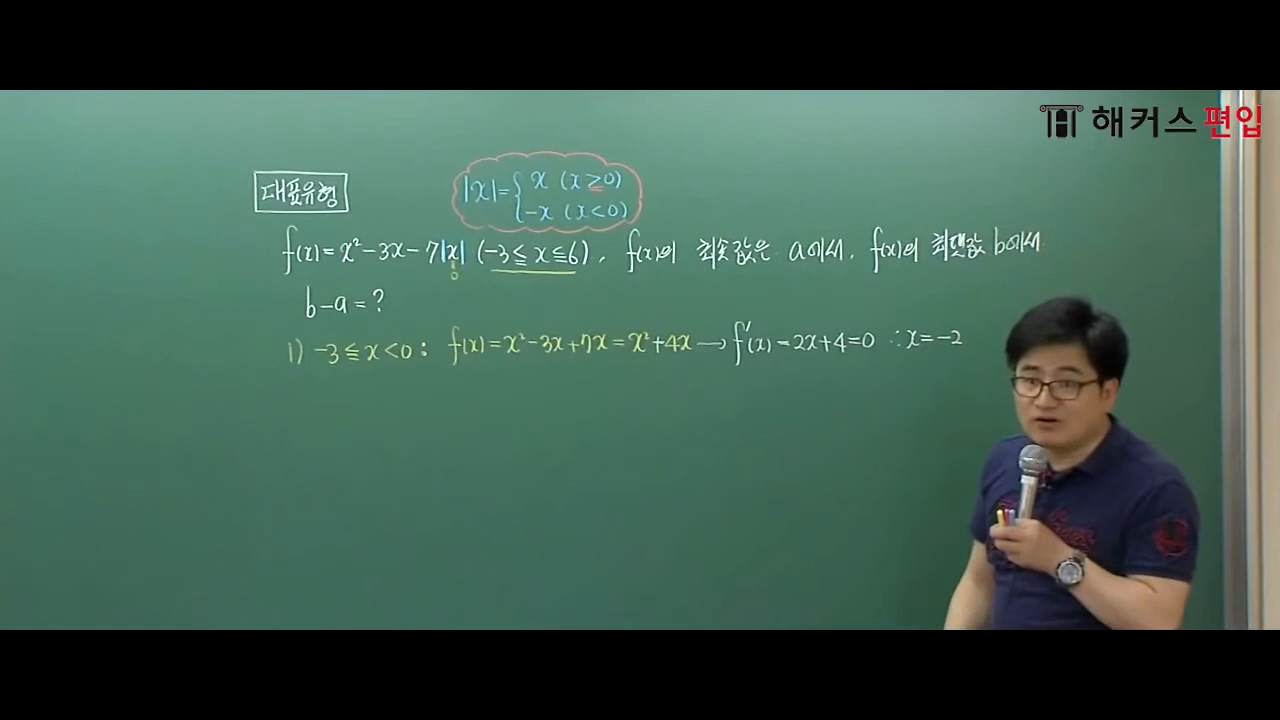 해커스편입
대표유형
|x|= { x (x≥0)
-x (x<0)
f(x)=x²-3x-7|x| (-3≦x≦6). f(x)의 최솟값은 a에서. f(x)의 최댓값 b에서
0
b-a=?
1) -3≦x<0: f(x)=x²-3x+7x=x²+4x→f'(x)=2x+4=0 ∴x=-2